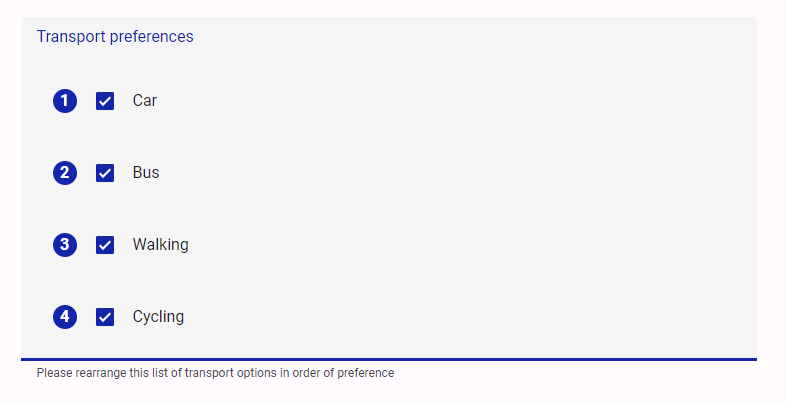 Transport preferences
1 Car
2 Bus
3 Walking
4 Cycling
Please rearrange this list of transport options in order of preference